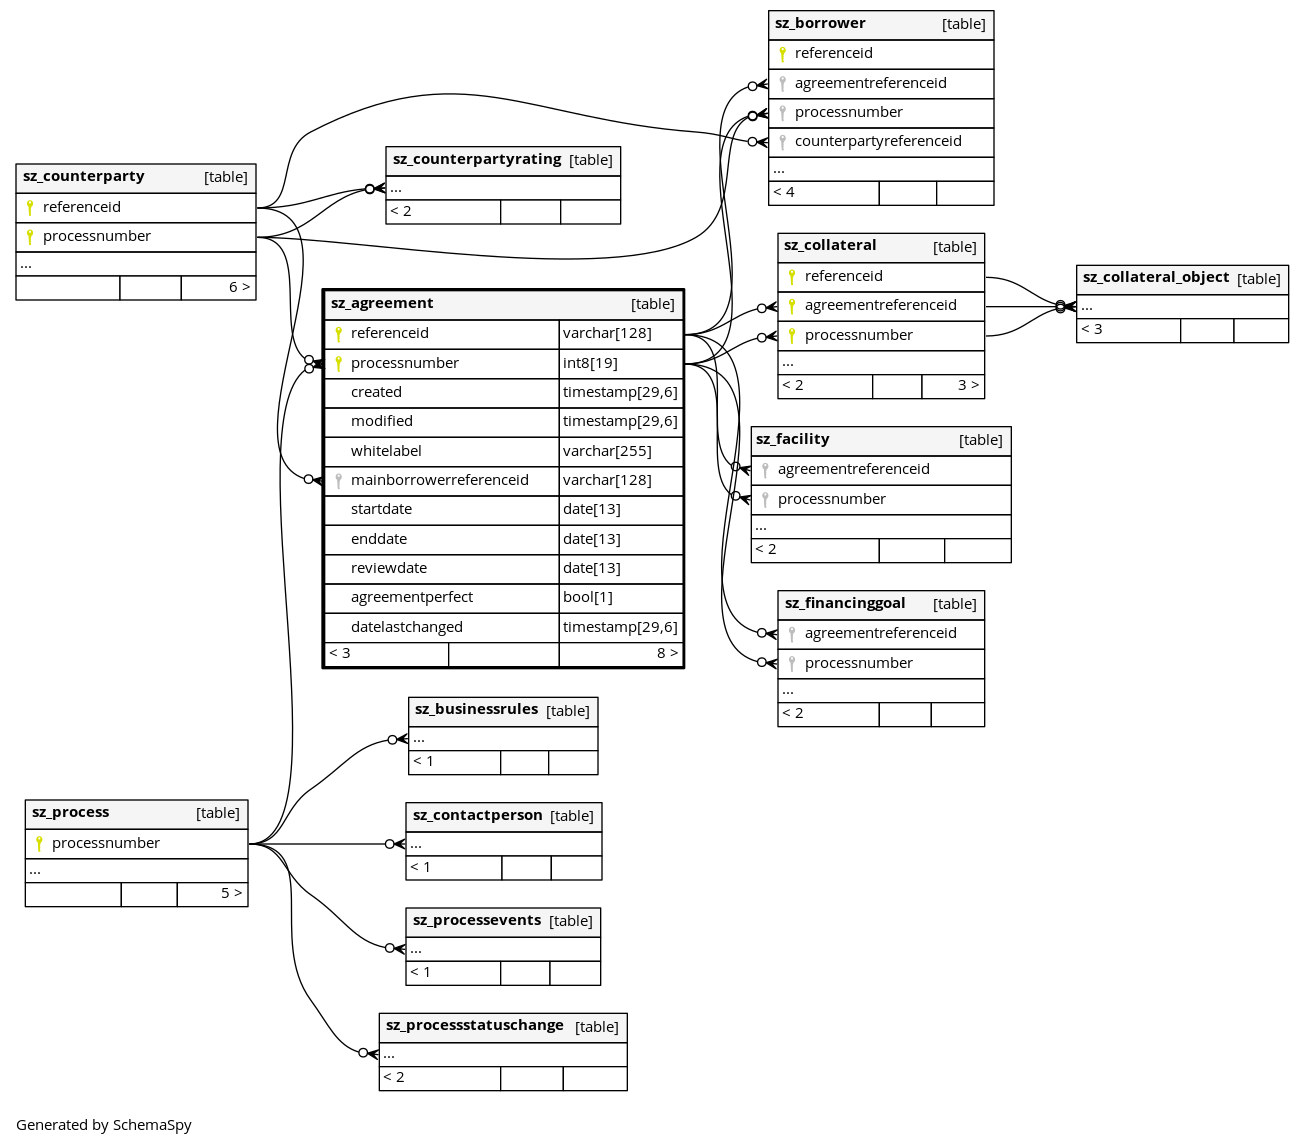 sz_borrower [table]
referenceid
agreementreferenceid
processnumber
counterpartyreferenceid
...
< 4
sz_counterpartyrating [table]
...
< 2
sz_counterparty [table]
referenceid
processnumber
...
6 >
sz_collateral [table]
referenceid
agreementreferenceid
processnumber
...
< 2 3 >
sz_collateral_object [table]
...
< 3
sz_agreement [table]
referenceid varchar[128]
processnumber int8[19]
created timestamp[29,6]
modified timestamp[29,6]
whitelabel varchar[255]
mainborrowerreferenceid varchar[128]
startdate date[13]
enddate date[13]
reviewdate date[13]
agreementperfect bool[1]
datelastchanged timestamp[29,6]
< 3 8 >
sz_facility [table]
agreementreferenceid
processnumber
...
< 2
sz_financinggoal [table]
agreementreferenceid
processnumber
...
< 2
sz_businessrules [table]
...
< 1
sz_process [table]
processnumber
...
5 >
sz_contactperson [table]
...
< 1
sz_processevents [table]
...
< 1
sz_processstatuschange [table]
...
< 2
Generated by SchemaSpy